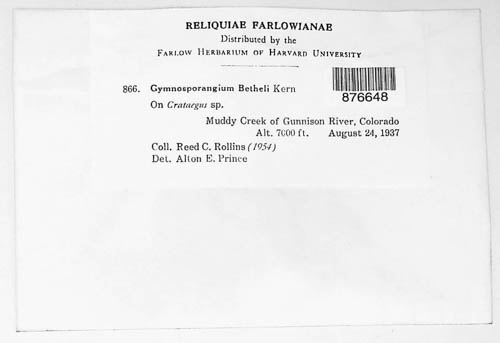 RELIQUIAE FARLOWIANAE
Distributed by the
FARLOW HERBARIUM OF HARVARD UNIVERSITY
866. Gymnosporangium Betheli Kern
876648
On Crataegus sp.
Muddy Creek of Gunnison River, Colorado
Alt. 7000 ft. August 24, 1937
Coll. Reed C. Rollins (1954)
Det. Alton E. Prince